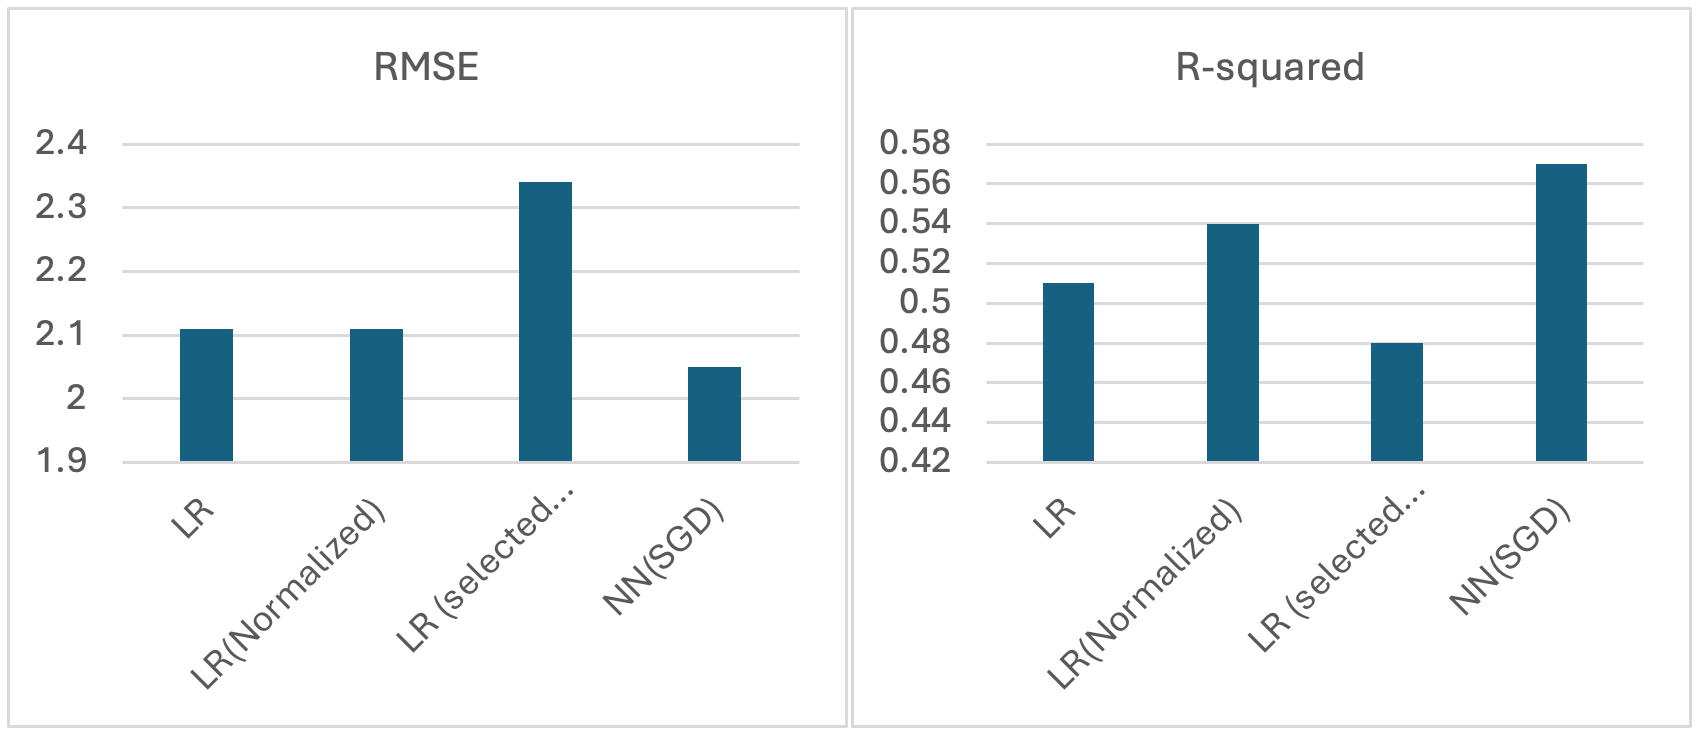 RMSE
2.4
2.3
2.2
2.1
2
1.9
LR
LR(Normalized)
LR (selected...
NN(SGD)
R-squared
0.58
0.56
0.54
0.52
0.5
0.48
0.46
0.44
0.42
LR
LR(Normalized)
LR (selected...
NN(SGD)